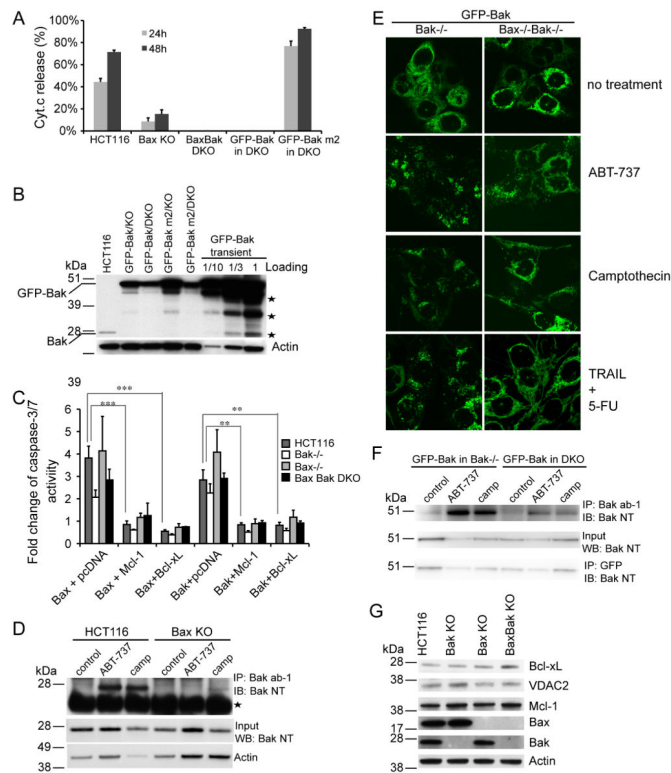 A
Cyt.c release (%)
100%
80%
60%
40%
20%
0%
24h
48h
HCT116
Bax KO
BaxBak DKO
GFP-Bak in DKO
GFP-Bak m2 in DKO
B
kDa
51
39
28
GFP-Bak
Bak
HCT116
GFP-Bak/KO
GFP-Bak/DKO
GFP-Bak m2/KO
GFP-Bak m2/DKO
GFP-Bak transient
1/10 1/3 1 Loading
★
★
★
Actin
39
C
Fold change of caspase-3/7 activiity
6
5
4
3
2
1
0
***
***
**
**
HCT116
Bak-/-
Bax-/-
Bax Bak DKO
Bax + pcDNA
Bax + Mcl-1
Bax+Bcl-xL
Bak+pcDNA
Bak+Mcl-1
Bak+Bcl-xL
D
HCT116
Bax KO
control
ABT-737
camp
control
ABT-737
camp
kDa
28
28
49
38
IP: Bak ab-1
IB: Bak NT
★
Input
WB: Bak NT
Actin
E
GFP-Bak
Bak-/- Bax-/-Bak-/-
no treatment
ABT-737
Camptothecin
TRAIL
+
5-FU
F
GFP-Bak in Bak-/- GFP-Bak in DKO
control
ABT-737
camp
control
ABT-737
camp
kDa
51
51
51
IP: Bak ab-1
IB: Bak NT
Input
WB: Bak NT
IP: GFP
IB: Bak NT
G
HCT116
Bak KO
Bax KO
BaxBak KO
kDa
28
38
38
28
17
28
38
Bcl-xL
VDAC2
Mcl-1
Bax
Bak
Actin